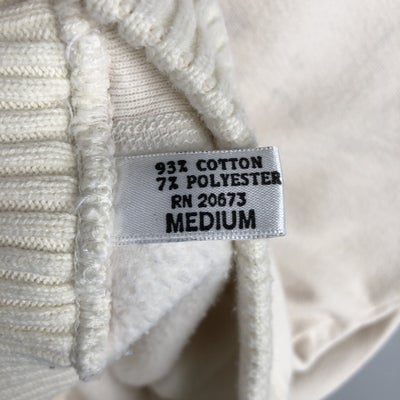 93% COTTON
7% POLYESTER
RN 20673
MEDIUM